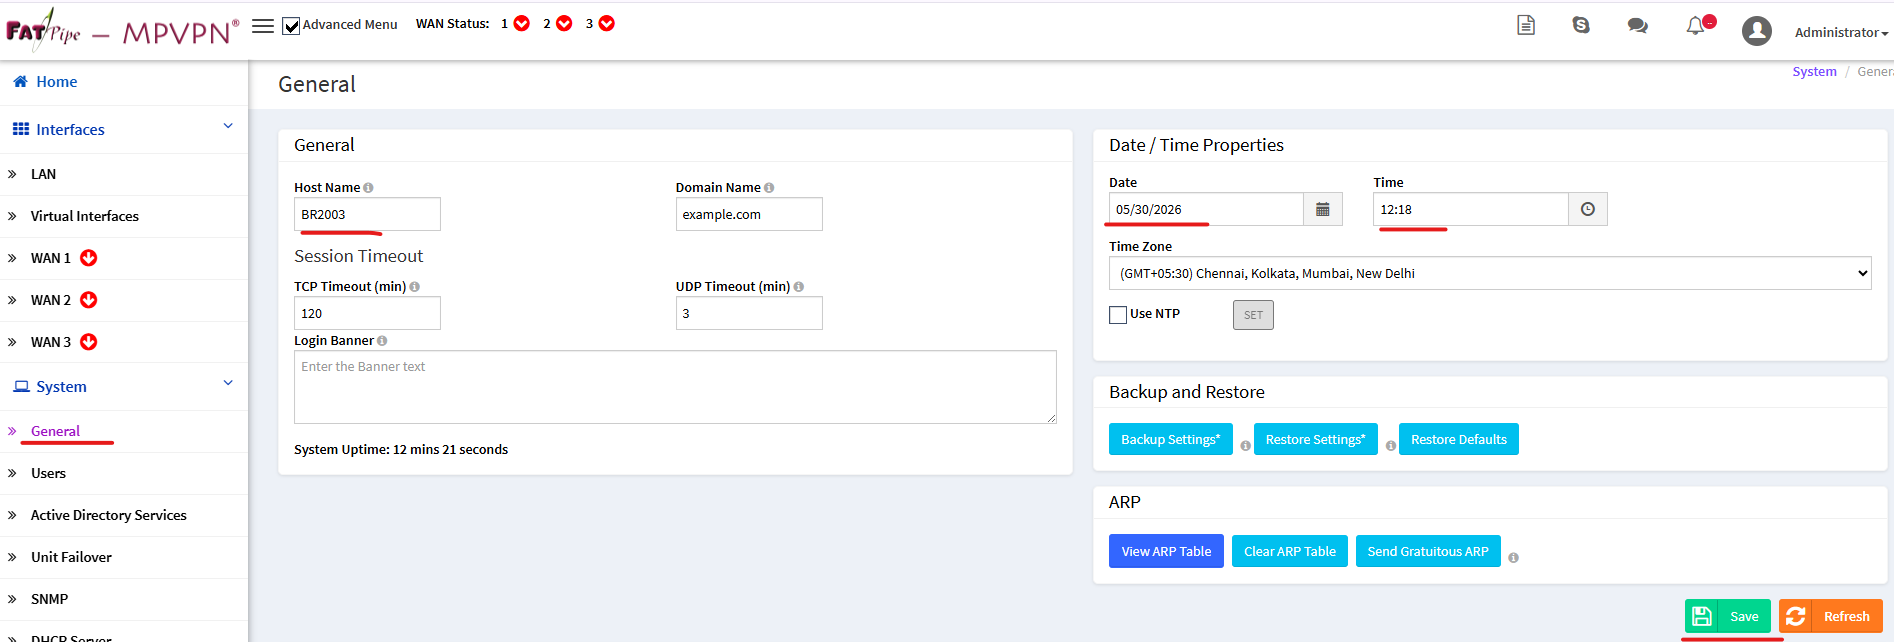 FATPipe — MPVPN®
Advanced Menu
WAN Status: 1 2 3
Administrator
Home
Interfaces
LAN
Virtual Interfaces
WAN 1
WAN 2
WAN 3
System
General
Users
Active Directory Services
Unit Failover
SNMP
DHCP Server
General
System / Genera
General
Host Name
Domain Name
BR2003
example.com
Session Timeout
TCP Timeout (min)
UDP Timeout (min)
120
3
Login Banner
Enter the Banner text
System Uptime: 12 mins 21 seconds
Date / Time Properties
Date
Time
05/30/2026
12:18
Time Zone
(GMT+05:30) Chennai, Kolkata, Mumbai, New Delhi
Use NTP
SET
Backup and Restore
Backup Settings*
Restore Settings*
Restore Defaults
ARP
View ARP Table
Clear ARP Table
Send Gratuitous ARP
Save
Refresh